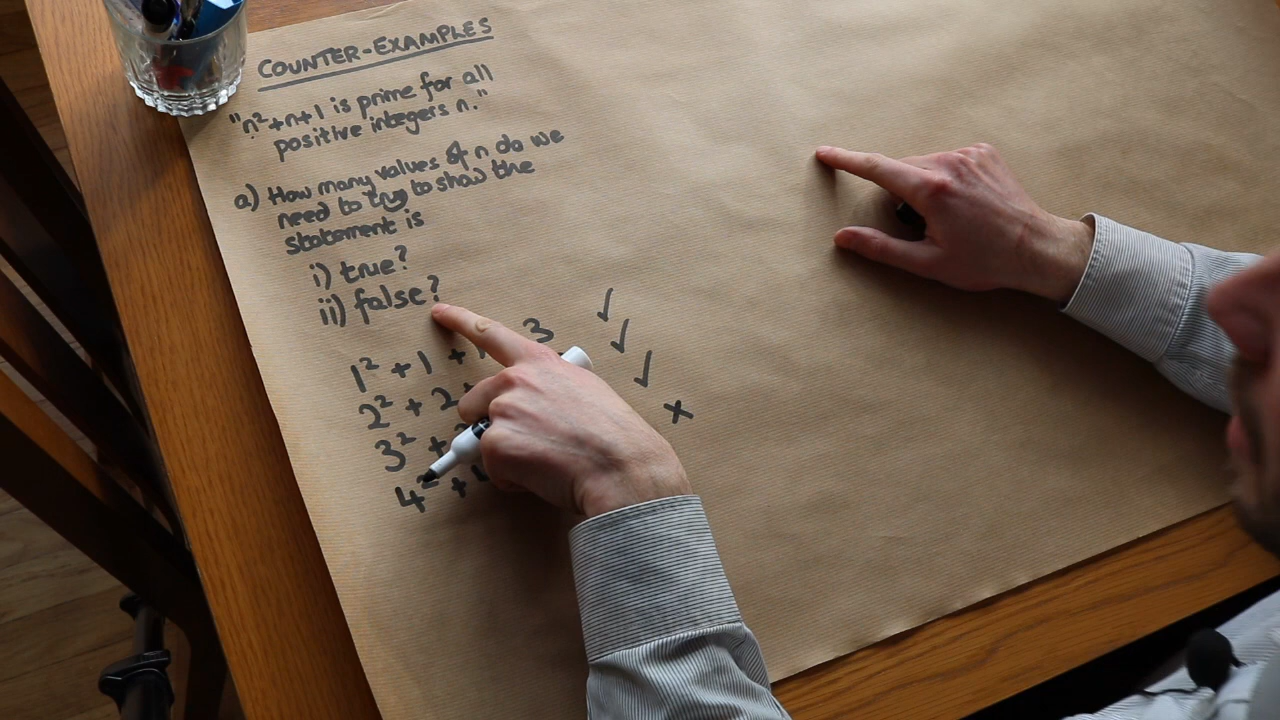 COUNTER-EXAMPLES
"n²+n+1 is prime for all
positive integers n."
a) How many values of n do we
need to try to show the
statement is
i) true?
ii) false?
1² + 1 + 3 ✓
2² + 2 ✓
3² + ✓
4² + ×